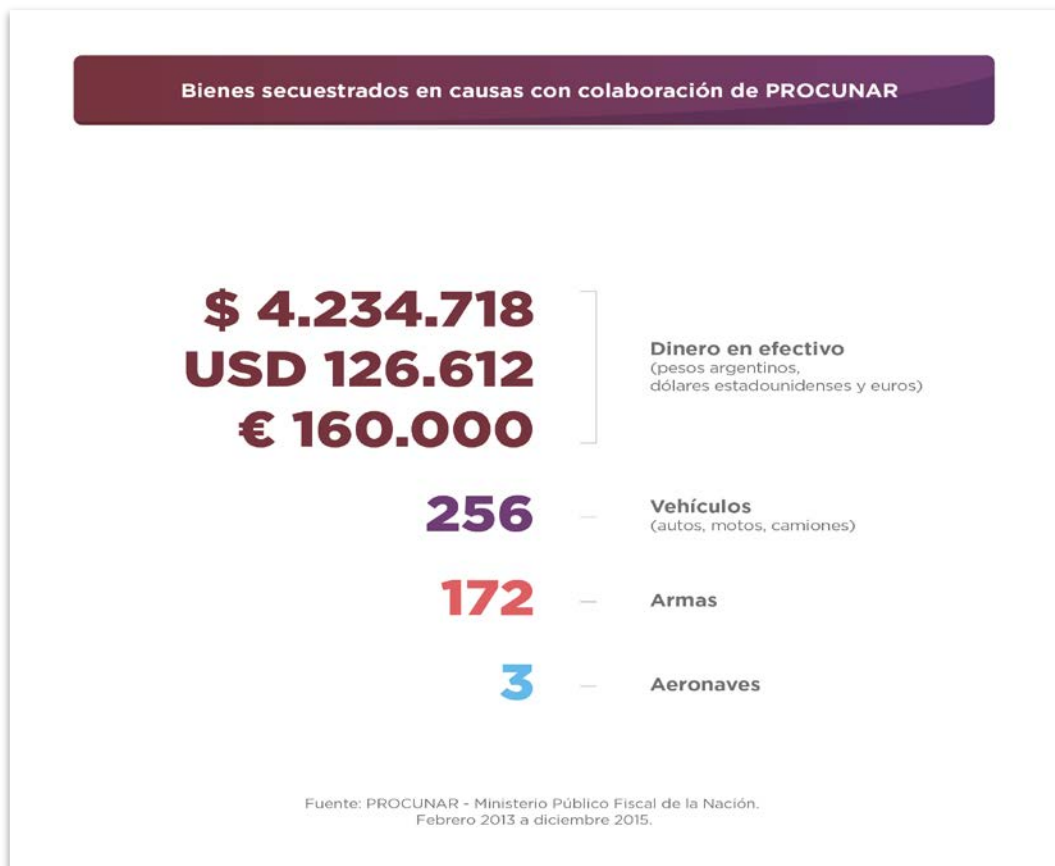 Bienes secuestrados en causas con colaboración de PROCUNAR
$ 4.234.718
USD 126.612
€ 160.000
Dinero en efectivo
(pesos argentinos,
dólares estadounidenses y euros)
256
Vehículos
(autos, motos, camiones)
172
Armas
3
Aeronaves
Fuente: PROCUNAR - Ministerio Público Fiscal de la Nación.
Febrero 2013 a diciembre 2015.